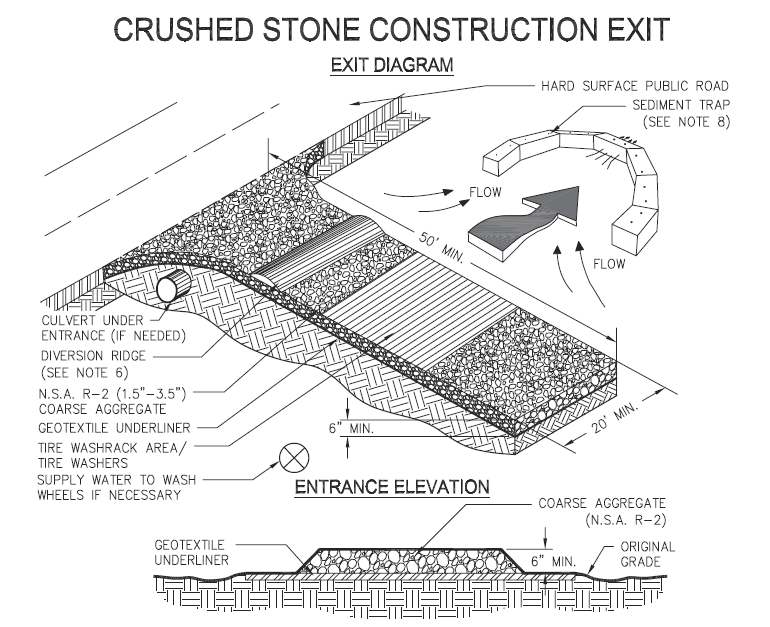 CRUSHED STONE CONSTRUCTION EXIT
EXIT DIAGRAM
HARD SURFACE PUBLIC ROAD
SEDIMENT TRAP
(SEE NOTE 8)
FLOW
50' MIN.
FLOW
CULVERT UNDER
ENTRANCE (IF NEEDED)
DIVERSION RIDGE
(SEE NOTE 6)
N.S.A. R-2 (1.5"-3.5")
COARSE AGGREGATE
GEOTEXTILE UNDERLINER
TIRE WASHRACK AREA/
TIRE WASHERS
SUPPLY WATER TO WASH
WHEELS IF NECESSARY
6" MIN.
20' MIN.
ENTRANCE ELEVATION
COARSE AGGREGATE
(N.S.A. R-2)
GEOTEXTILE
UNDERLINER
6" MIN.
ORIGINAL
GRADE